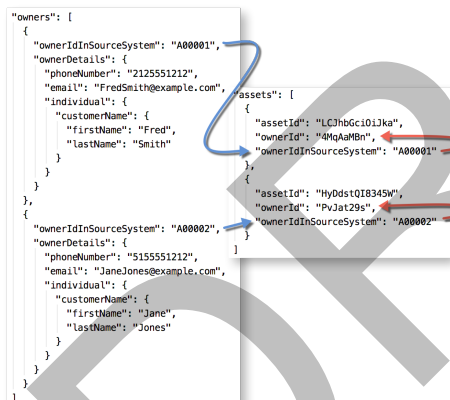 "owners": [
{
"ownerIdInSourceSystem": "A00001",
"ownerDetails": {
"phoneNumber": "2125551212",
"email": "FredSmith@example.com",
"individual": {
"customerName": {
"firstName": "Fred",
"lastName": "Smith"
}
}
}
},
{
"ownerIdInSourceSystem": "A00002",
"ownerDetails": {
"phoneNumber": "5155551212",
"email": "JaneJones@example.com",
"individual": {
"customerName": {
"firstName": "Jane",
"lastName": "Jones"
}
}
}
}
]
"assets": [
{
"assetId": "LCJhbGciOiJka",
"ownerId": "4MqAaMBn",
"ownerIdInSourceSystem": "A00001"
},
{
"assetId": "HyDdstQI8345W",
"ownerId": "PvJat29s",
"ownerIdInSourceSystem": "A00002"
}
]